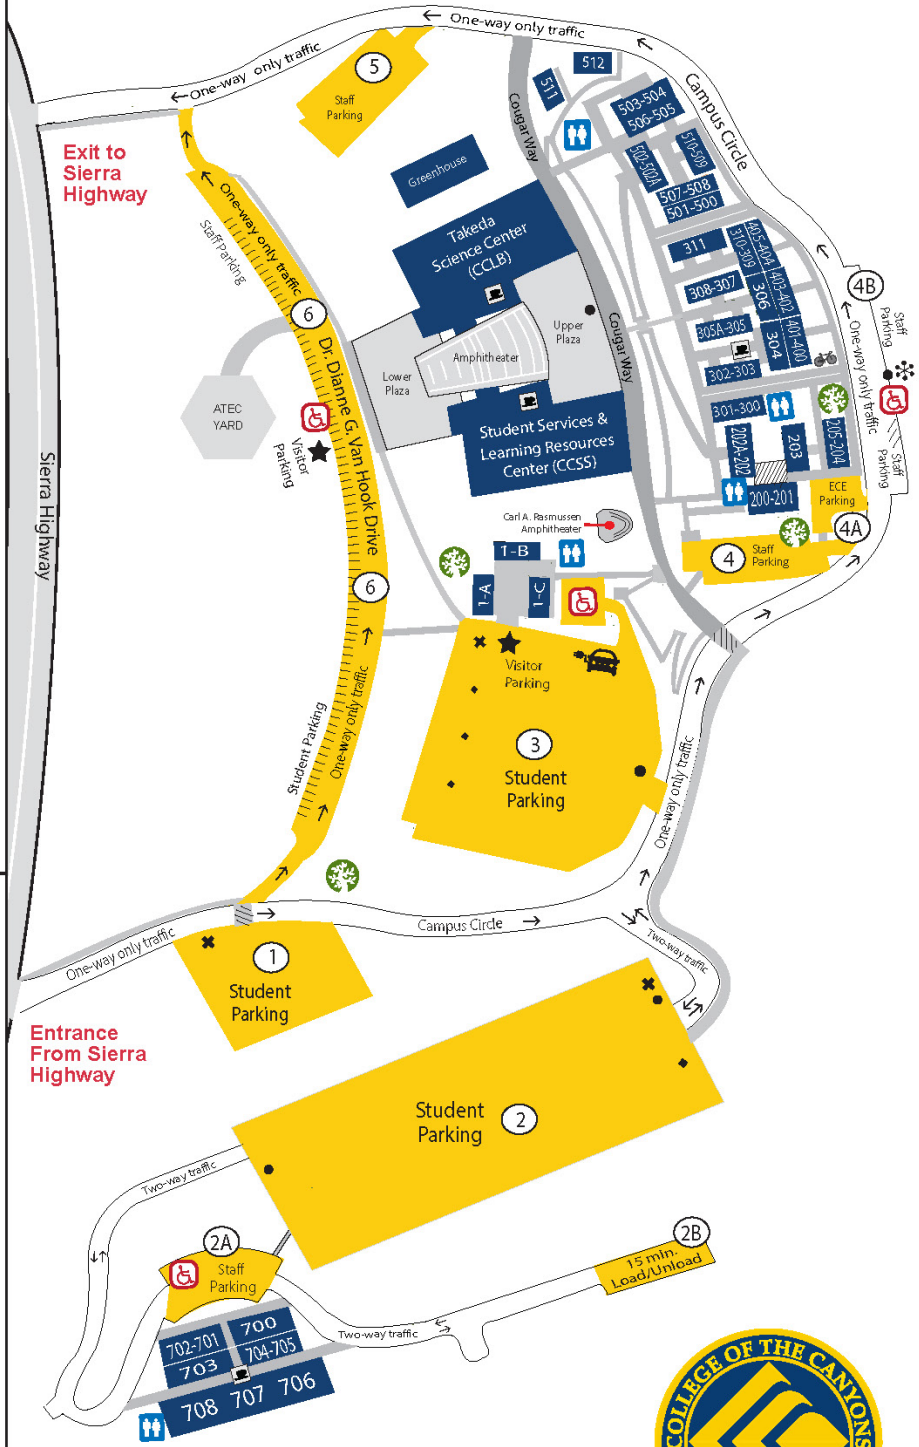 One-way only traffic
One-way only traffic
5
Staff
Parking
Exit to
Sierra
Highway
512
511
503-504
506-505
Cougar Way
Campus Circle
502-502A
510-509
507-508
501-500
Greenhouse
Takeda
Science Center
(CCLB)
One-way only traffic
Staff Parking
311
310-309
405-404
308-307
306
403-402
305A-305
304
401-400
302-303
4B
Staff
Parking
One-way only traffic
6
Upper
Plaza
Cougar Way
Amphitheater
Lower
Plaza
ATEC
YARD
Visitor
Parking
Dr. Dianne G. Van Hook Drive
Student Services &
Learning Resources
Center (CCSS)
301-300
202A-202
203
205-204
200-201
Staff
Parking
ECE
Parking
4A
Sierra Highway
Carl A. Rasmussen
Amphitheater
4
Staff
Parking
1-B
1-A
1-C
6
Visitor
Parking
3
Student
Parking
Student Parking
One-way only traffic
One-way only traffic
Campus Circle
One-way only traffic
Two-way traffic
1
Student
Parking
Entrance
From Sierra
Highway
Student
Parking
2
Two-way traffic
2A
Staff
Parking
2B
15 min.
Load/Unload
Two-way traffic
702-701
700
703
704-705
708 707 706
COLLEGE OF THE CANYONS